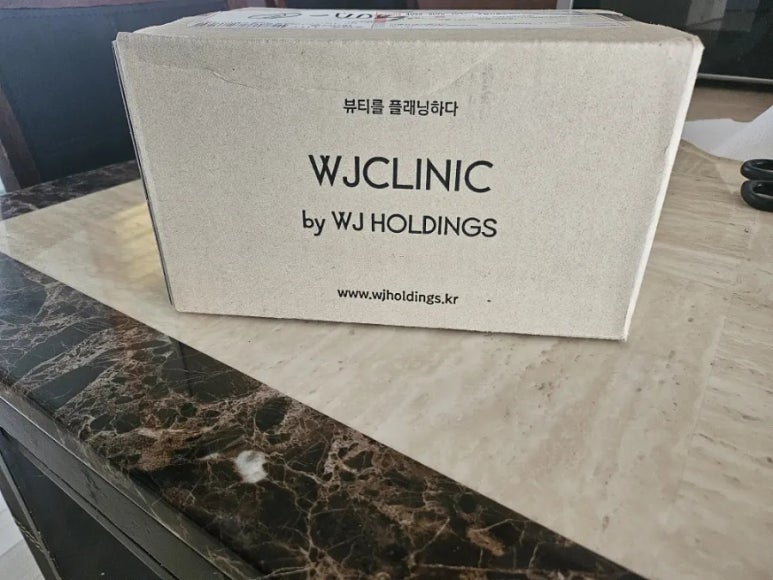 뷰티를 플래닝하다
WJCLINIC
by WJ HOLDINGS
www.wjholdings.kr